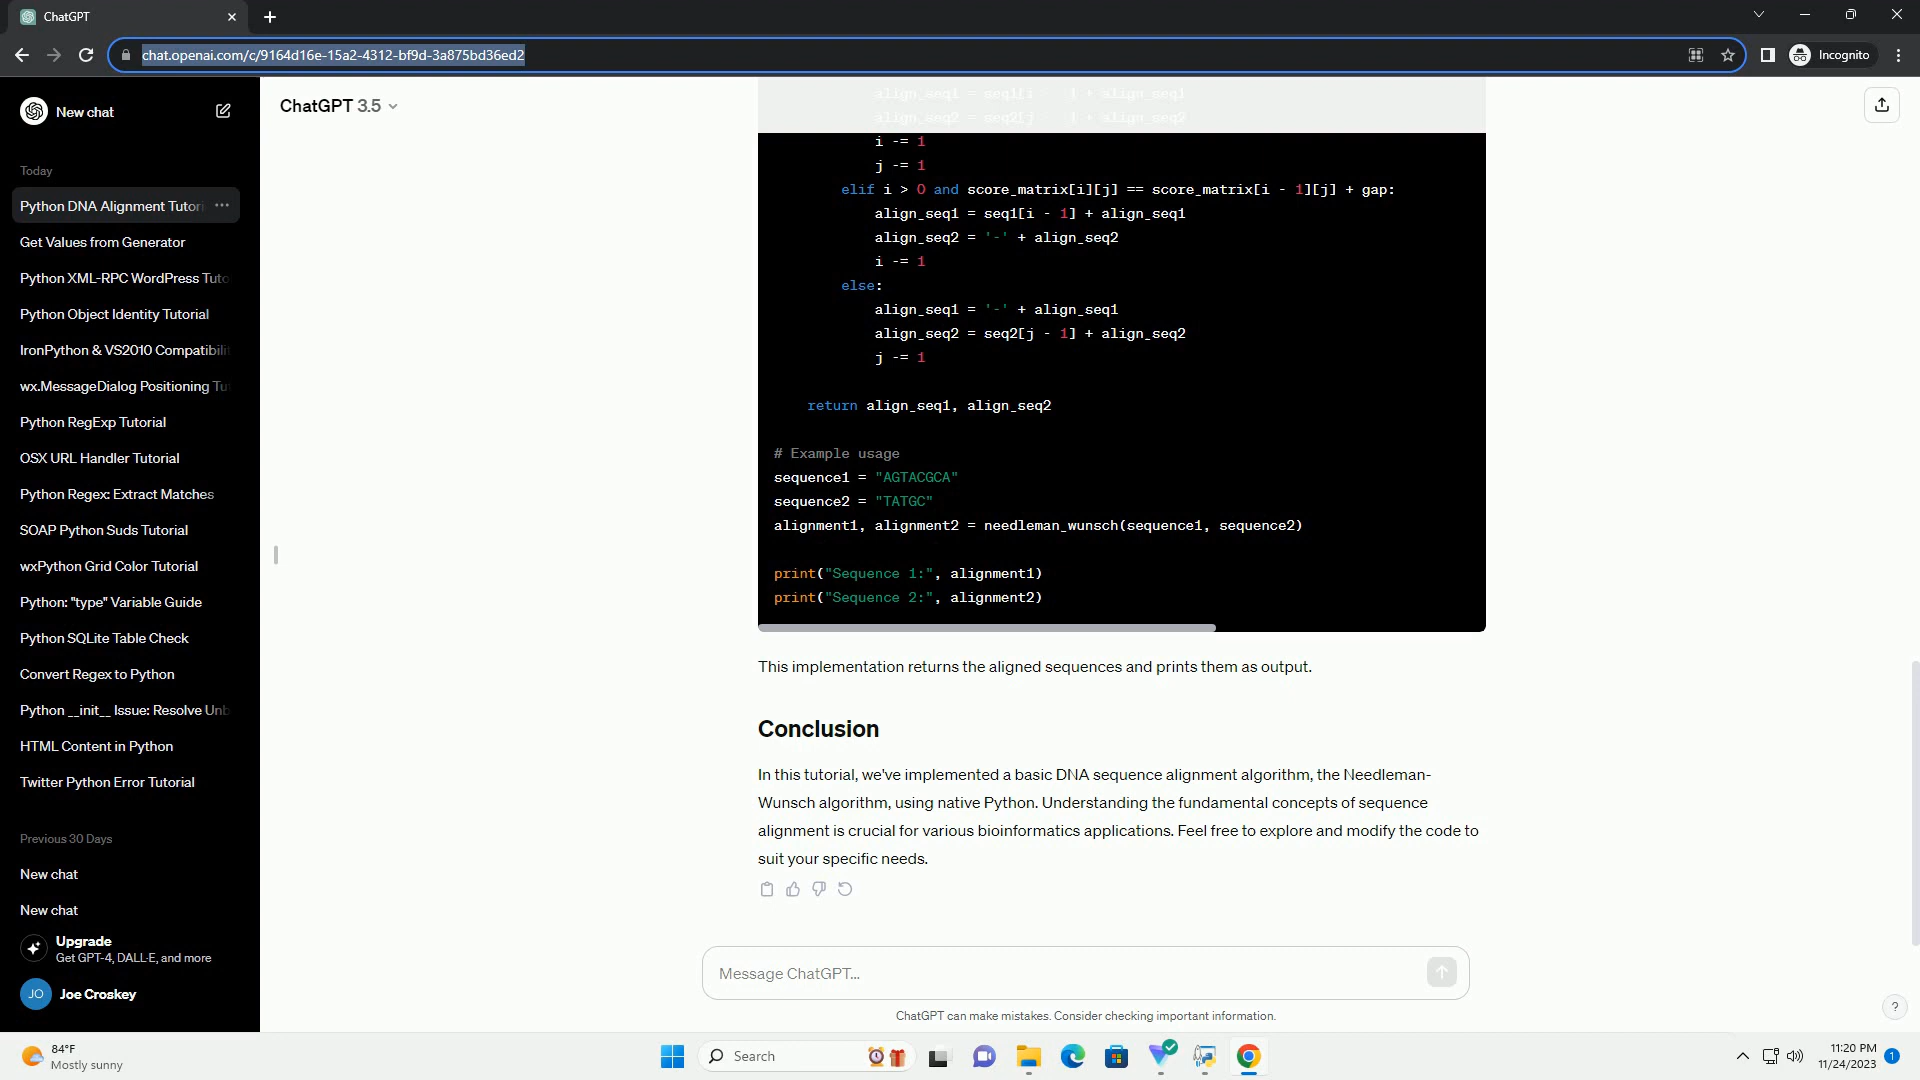 ChatGPT
chat.openai.com/c/9164d16e-15a2-4312-bf9d-3a875bd36ed2
Incognito
New chat
Today
Python DNA Alignment Tutori
Get Values from Generator
Python XML-RPC WordPress Tuto
Python Object Identity Tutorial
IronPython & VS2010 Compatibili
wx.MessageDialog Positioning Tu
Python RegExp Tutorial
OSX URL Handler Tutorial
Python Regex: Extract Matches
SOAP Python Suds Tutorial
wxPython Grid Color Tutorial
Python: "type" Variable Guide
Python SQLite Table Check
Convert Regex to Python
Python __init__ Issue: Resolve Unb
HTML Content in Python
Twitter Python Error Tutorial
Previous 30 Days
New chat
New chat
Upgrade
Get GPT-4, DALL·E, and more
JO Joe Croskey
ChatGPT 3.5
align_seq1 = seq1[i - 1] + align_seq1
align_seq2 = seq2[j - 1] + align_seq2
i -= 1
j -= 1
elif i > 0 and score_matrix[i][j] == score_matrix[i - 1][j] + gap:
align_seq1 = seq1[i - 1] + align_seq1
align_seq2 = '-' + align_seq2
i -= 1
else:
align_seq1 = '-' + align_seq1
align_seq2 = seq2[j - 1] + align_seq2
j -= 1
return align_seq1, align_seq2
# Example usage
sequence1 = "AGTACGCA"
sequence2 = "TATGC"
alignment1, alignment2 = needleman_wunsch(sequence1, sequence2)
print("Sequence 1:", alignment1)
print("Sequence 2:", alignment2)
This implementation returns the aligned sequences and prints them as output.
Conclusion
In this tutorial, we've implemented a basic DNA sequence alignment algorithm, the Needleman-
Wunsch algorithm, using native Python. Understanding the fundamental concepts of sequence
alignment is crucial for various bioinformatics applications. Feel free to explore and modify the code to
suit your specific needs.
Message ChatGPT...
ChatGPT can make mistakes. Consider checking important information.
?
84°F
Mostly sunny
Search
11:20 PM
11/24/2023
1